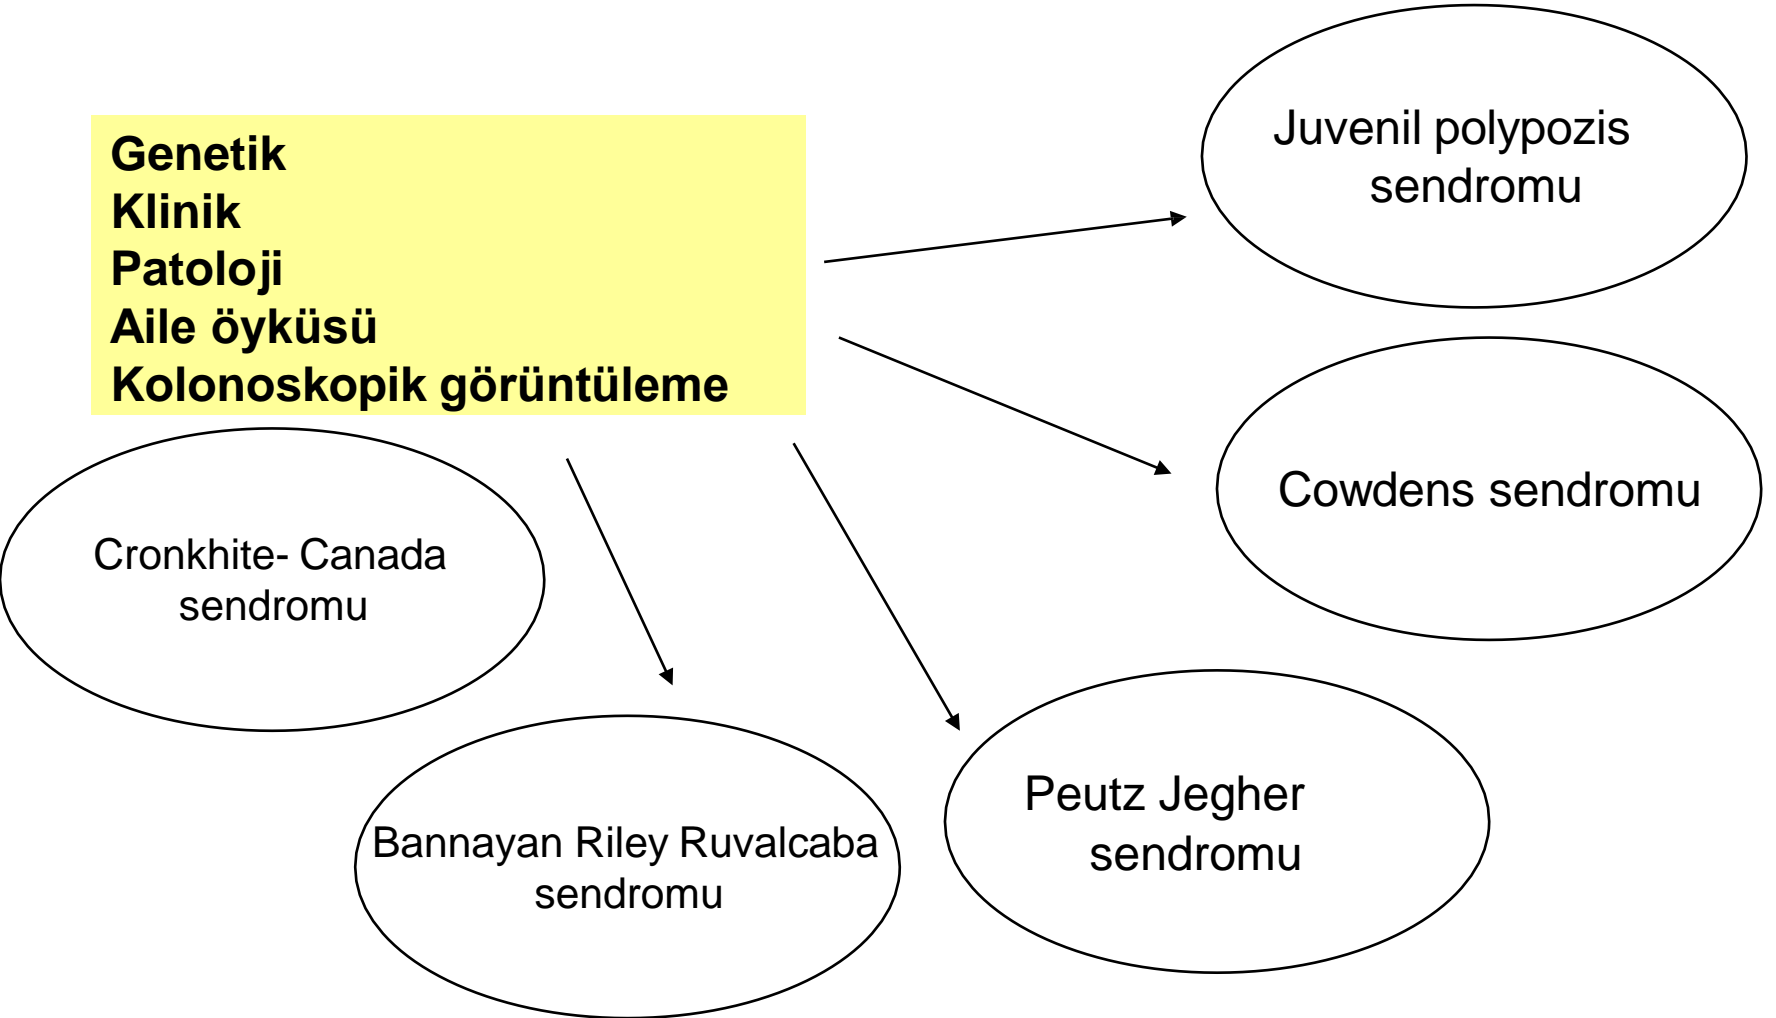 Genetik
Klinik
Patoloji
Aile öyküsü
Kolonoskopik görüntüleme
Juvenil polypozis
sendromu
Cowdens sendromu
Cronkhite- Canada
sendromu
Peutz Jegher
sendromu
Bannayan Riley Ruvalcaba
sendromu